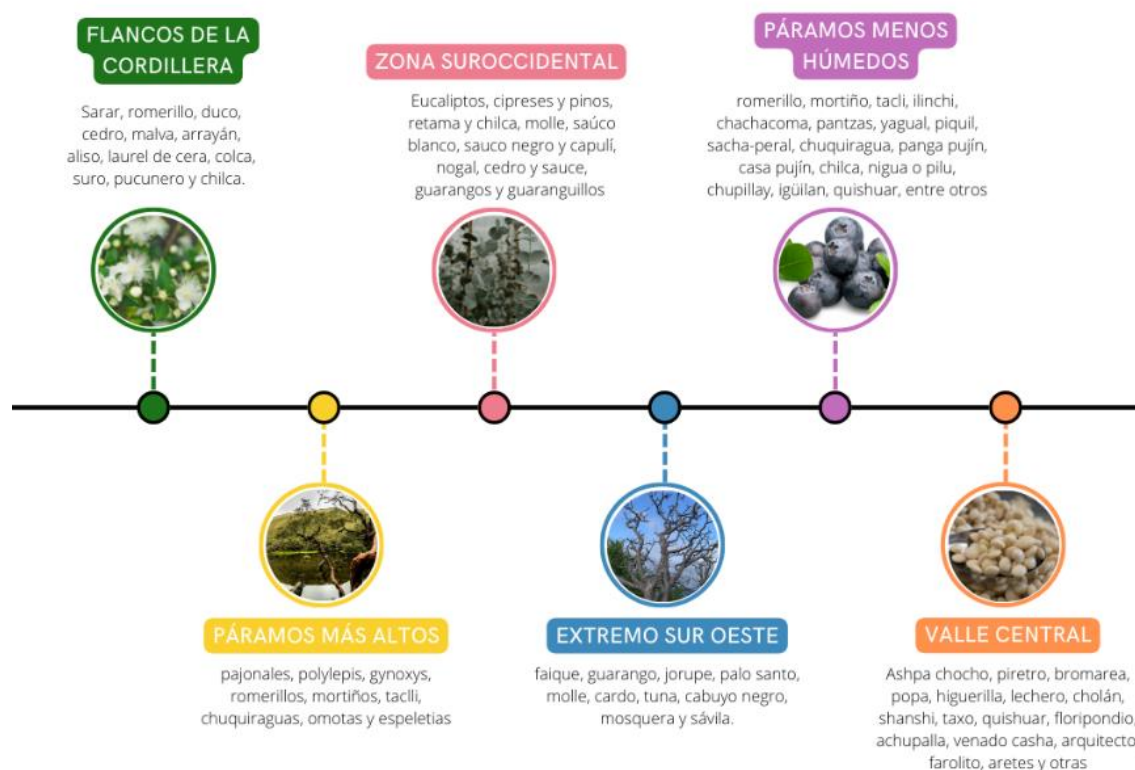 FLANCOS DE LA
CORDILLERA
Sarar, romerillo, duco,
cedro, malva, arrayán,
aliso, laurel de cera, colca,
suro, pucunero y chilca.
ZONA SUROCCIDENTAL
Eucaliptos, cipreses y pinos,
retama y chilca, molle, saúco
blanco, sauco negro y capulí,
nogal, cedro y sauce,
guarangos y guaranguillos
PÁRAMOS MENOS
HÚMEDOS
romerillo, mortiño, tacli, ilinchi,
chachacoma, pantzas, yagual, piquil,
sacha-peral, chuquiragua, panga pujín,
casa pujín, chilca, nigua o pilu,
chupillay, igüilan, quishuar, entre otros
PÁRAMOS MÁS ALTOS
pajonales, polylepis, gynoxys,
romerillos, mortiños, taclli,
chuquiraguas, omotas y espeletias
EXTREMO SUR OESTE
faique, guarango, jorupe, palo santo,
molle, cardo, tuna, cabuyo negro,
mosquera y sávila.
VALLE CENTRAL
Ashpa chocho, piretro, bromarea,
popa, higuerilla, lechero, cholán,
shanshi, taxo, quishuar, floripondio,
achupalla, venado casha, arquitecto,
farolito, aretes y otras